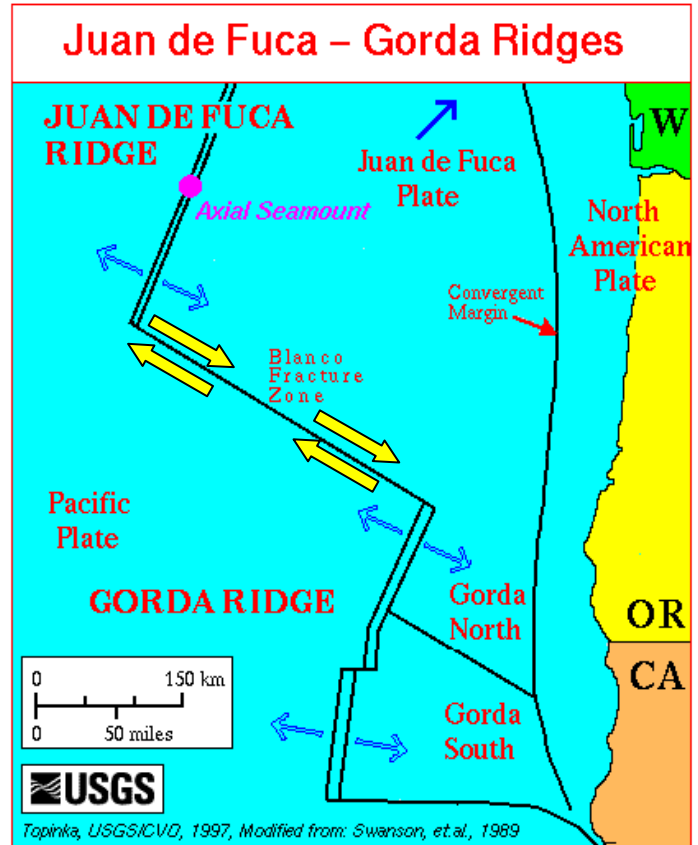 Juan de Fuca – Gorda Ridges
JUAN DE FUCA
RIDGE
W
Juan de Fuca
Plate
Axial Seamount
North
American
Plate
Convergent
Margin
Blanco
Fracture
Zone
Pacific
Plate
GORDA RIDGE
Gorda
North
OR
CA
0 150 km
0 50 miles
Gorda
South
USGS
Topinka, USGS/CVO, 1997, Modified from: Swanson, et.al., 1989